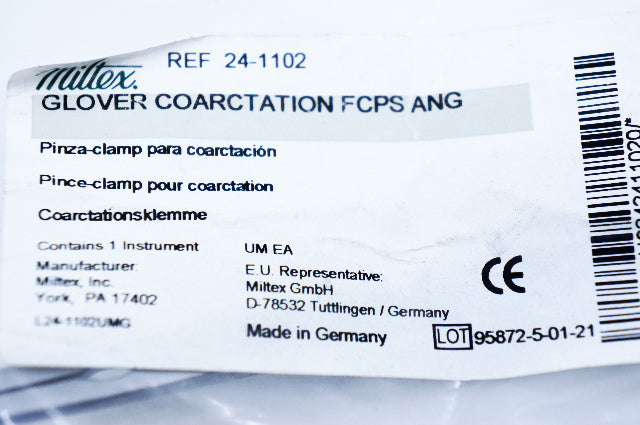 Miltex.
REF 24-1102
GLOVER COARCTATION FCPS ANG
Pinza-clamp para coartación
Pince-clamp pour coarctation
Coarctationsklemme
Contains 1 Instrument
UM EA
Manufacturer:
Miltex, Inc.
York, PA 17402
L24-1102UMG
E.U. Representative:
Miltex GmbH
D-78532 Tuttlingen / Germany
Made in Germany
CE
LOT 95872-5-01-21